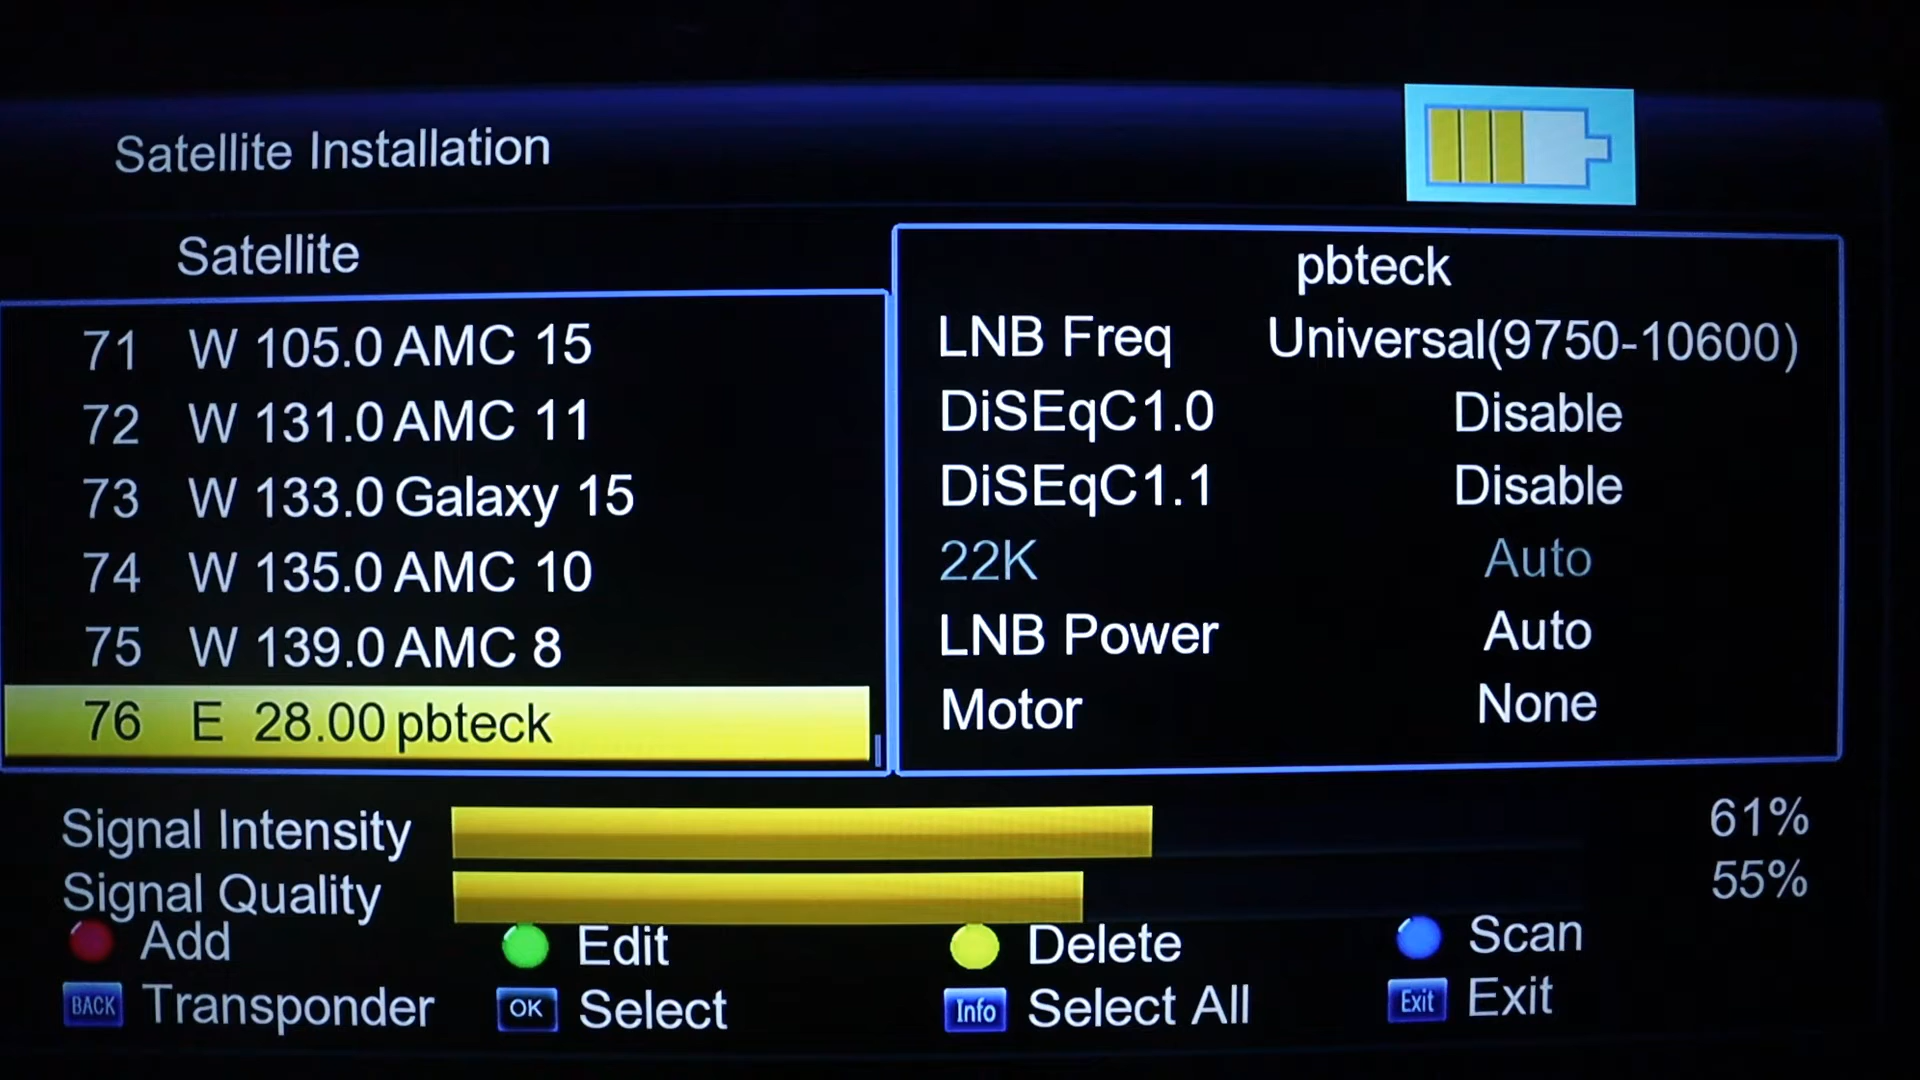 Satellite Installation
Satellite
71 W 105.0 AMC 15
72 W 131.0 AMC 11
73 W 133.0 Galaxy 15
74 W 135.0 AMC 10
75 W 139.0 AMC 8
76 E 28.00 pbteck
pbteck
LNB Freq Universal(9750-10600)
DiSEqC1.0 Disable
DiSEqC1.1 Disable
22K Auto
LNB Power Auto
Motor None
Signal Intensity 61%
Signal Quality 55%
Add Edit Delete Scan
BACK Transponder OK Select Info Select All Exit Exit